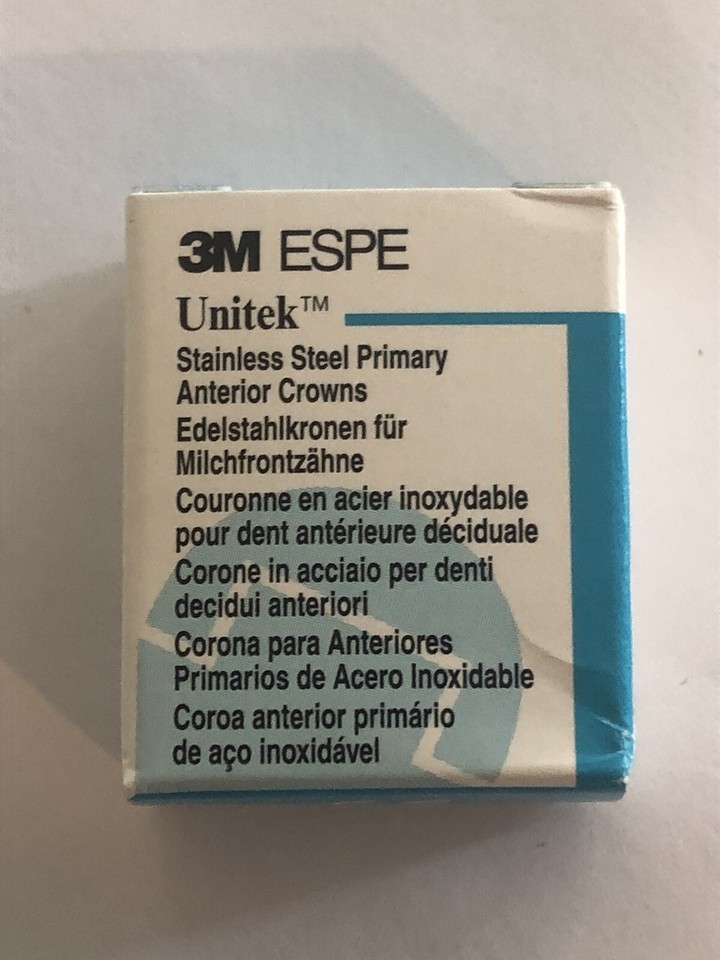 3M ESPE
Unitek™
Stainless Steel Primary
Anterior Crowns
Edelstahlkronen für
Milchfrontzähne
Couronne en acier inoxydable
pour dent antérieure déciduale
Corone in acciaio per denti
decidui anteriori
Corona para Anteriores
Primarios de Acero Inoxidable
Coroa anterior primário
de aço inoxidável